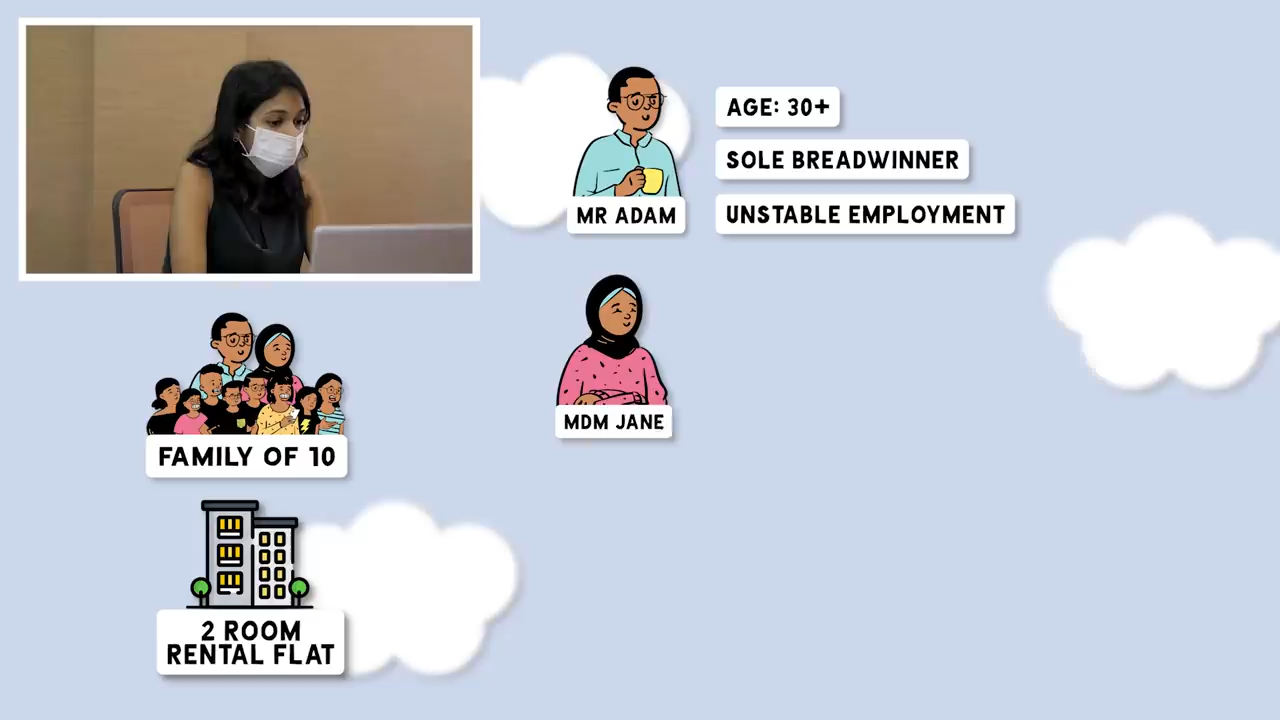 AGE: 30+
SOLE BREADWINNER
UNSTABLE EMPLOYMENT
MR ADAM
MDM JANE
FAMILY OF 10
2 ROOM
RENTAL FLAT